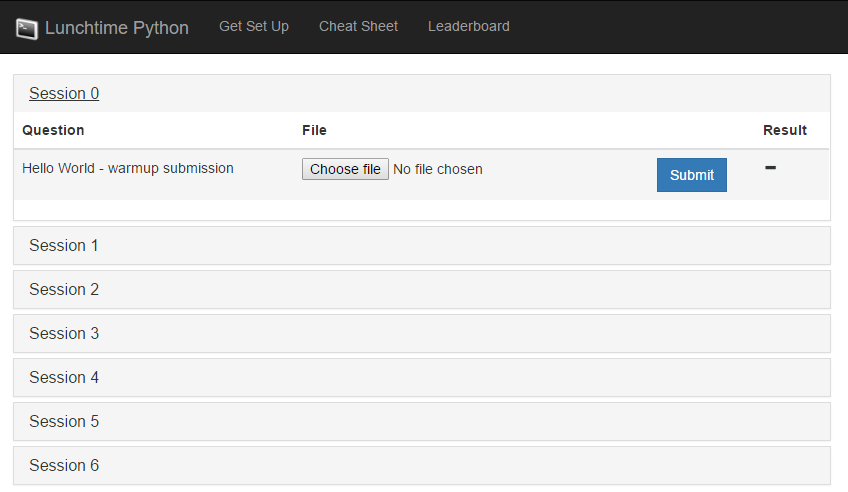 Lunchtime Python Get Set Up Cheat Sheet Leaderboard
Session 0
Question File Result
Hello World - warmup submission Choose file No file chosen Submit
Session 1
Session 2
Session 3
Session 4
Session 5
Session 6